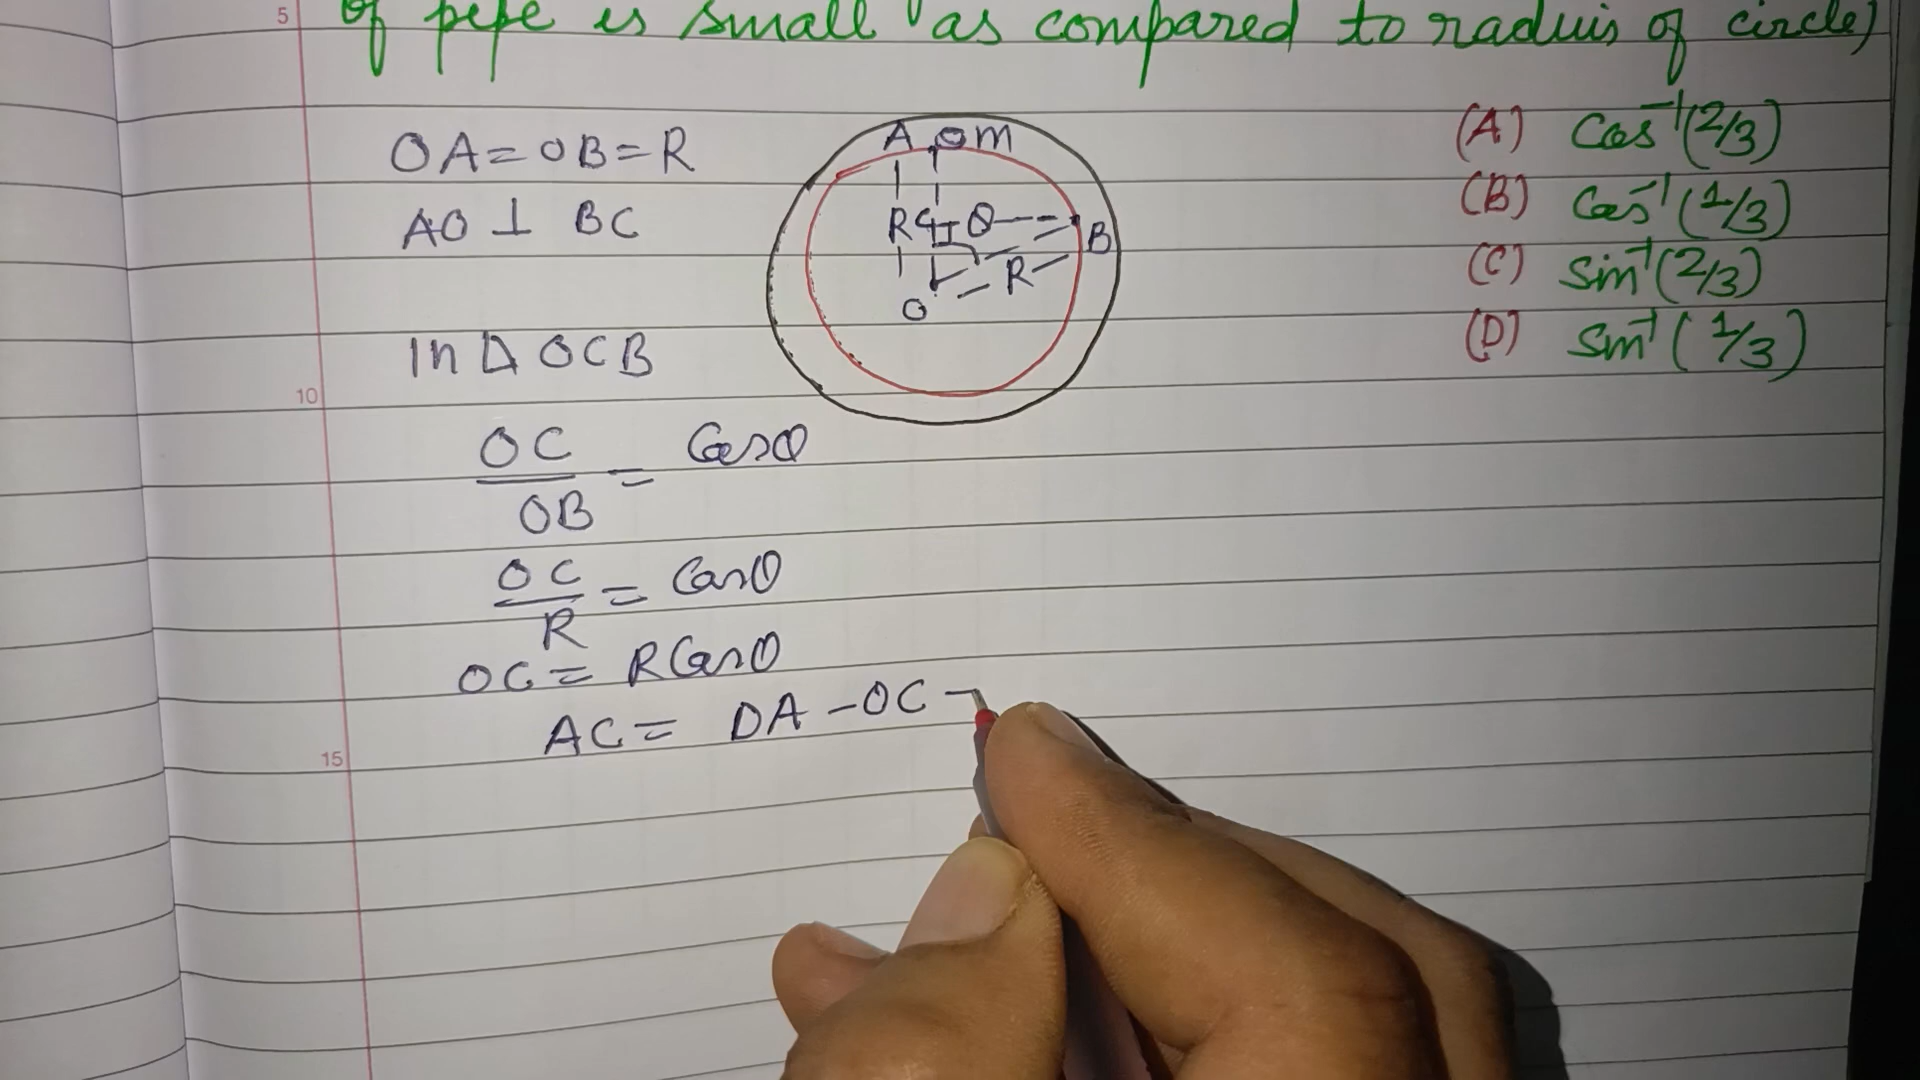 5
of pepe is small as compared to raduis of circle)
OA = OB = R
AO ⊥ BC
In Δ OCB
10
OC/OB = Cosθ
OC/R = Cosθ
OC = R Cosθ
AC = OA - OC -
15
A m
R C θ B
R
O
(A) Cos⁻¹(2/3)
(B) Cos⁻¹(1/3)
(C) Sin⁻¹(2/3)
(D) Sin⁻¹(1/3)